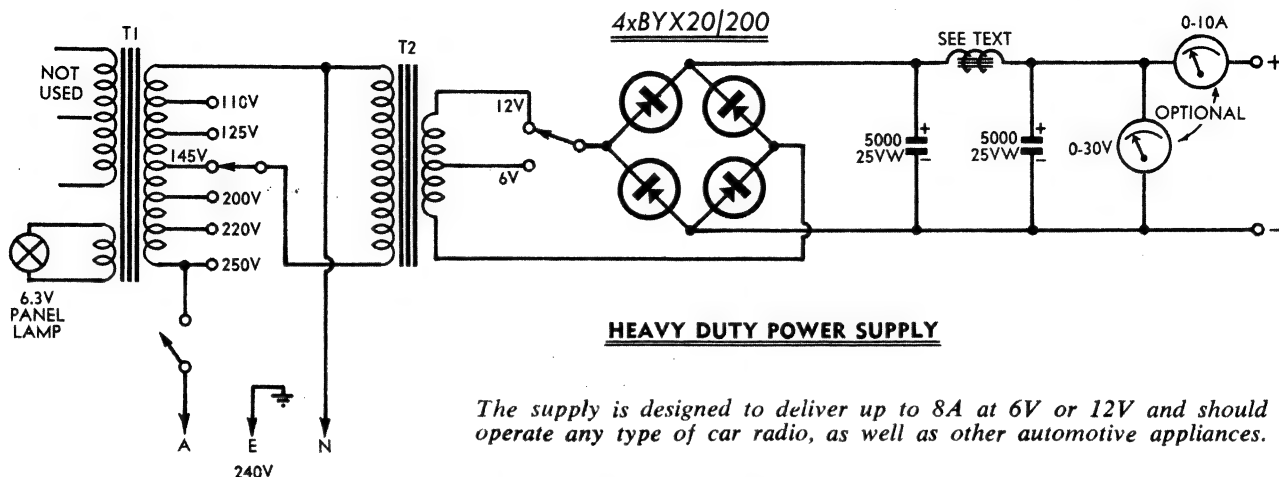 4xBYX20/200
T1
T2
0-10A
SEE TEXT
+
NOT
USED
110V
125V
145V
200V
220V
250V
12V
6V
5000
25VW
+
-
5000
25VW
+
-
OPTIONAL
0-30V
-
6.3V
PANEL
LAMP
HEAVY DUTY POWER SUPPLY
A
E
N
240V
The supply is designed to deliver up to 8A at 6V or 12V and should
operate any type of car radio, as well as other automotive appliances.